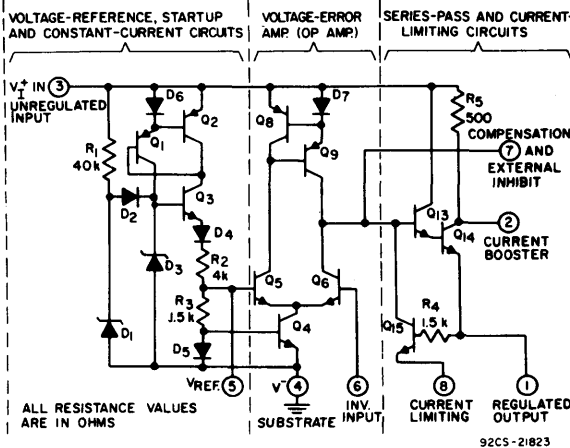 VOLTAGE-REFERENCE, STARTUP
AND CONSTANT-CURRENT CIRCUITS
VOLTAGE-ERROR
AMP. (OP AMP.)
SERIES-PASS AND CURRENT-
LIMITING CIRCUITS
VI+ IN 3
UNREGULATED
INPUT
D6
Q2
Q1
R1
40k
D2
Q3
D4
R2
4k
D3
R3
1.5k
D1
D5
VREF. 5
Q8
D7
Q9
Q5
Q6
Q4
V- 4
SUBSTRATE
6
INV.
INPUT
R5
500
COMPENSATION
7 AND
EXTERNAL
INHIBIT
Q13
Q14
2
CURRENT
BOOSTER
R4
1.5k
Q15
8
CURRENT
LIMITING
1
REGULATED
OUTPUT
ALL RESISTANCE VALUES
ARE IN OHMS
92CS-21823